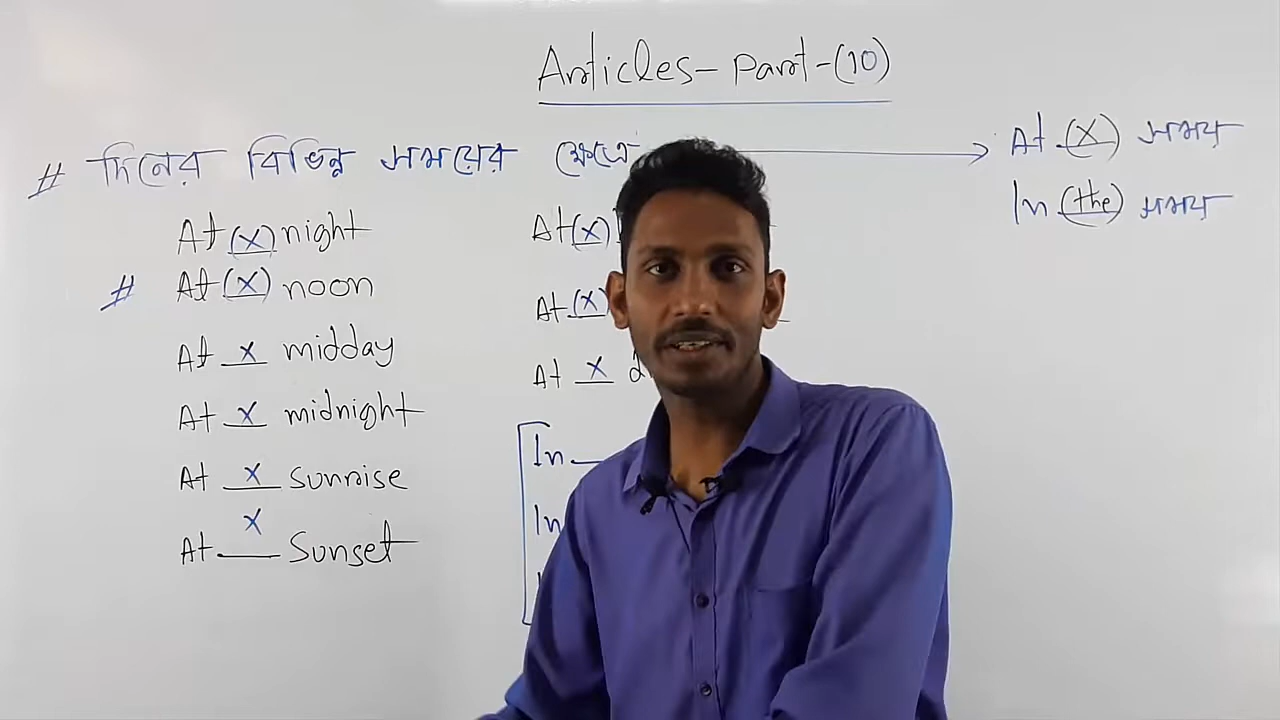 Articles - Part - (10)
# দিনের বিভিন্ন সময়ের ক্ষেত্রে → At (x) সময়
In (the) সময়
At (x) night
# At (x) noon
At x midday
At x midnight
At x sunrise
At x Sunset
At (x)
At (x)
At x
In
In